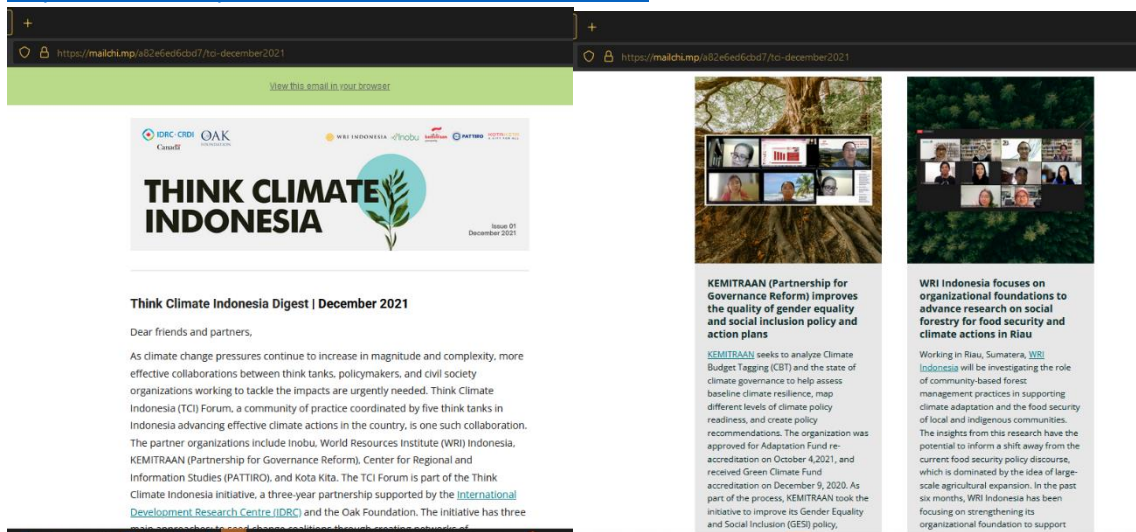 https://mailchi.mp/a82e6ed6cbd7/tci-december2021
View this email in your browser
IDRC · CRDI
Canada
OAK
FOUNDATION
WRI INDONESIA
inobu
kemitraan
PATTIRO
THINK CLIMATE
INDONESIA
Issue 01
December 2021
Think Climate Indonesia Digest | December 2021
Dear friends and partners,
As climate change pressures continue to increase in magnitude and complexity, more
effective collaborations between think tanks, policymakers, and civil society
organizations working to tackle the impacts are urgently needed. Think Climate
Indonesia (TCI) Forum, a community of practice coordinated by five think tanks in
Indonesia advancing effective climate actions in the country, is one such collaboration.
The partner organizations include Inobu, World Resources Institute (WRI) Indonesia,
KEMITRAAN (Partnership for Governance Reform), Center for Regional and
Information Studies (PATTIRO), and Kota Kita. The TCI Forum is part of the Think
Climate Indonesia initiative, a three-year partnership supported by the International
Development Research Centre (IDRC) and the Oak Foundation. The initiative has three
main approaches: to seed change coalitions through creating networks of
https://mailchi.mp/a82e6ed6cbd7/tci-december2021
KEMITRAAN (Partnership for
Governance Reform) improves
the quality of gender equality
and social inclusion policy and
action plans
KEMITRAAN seeks to analyze Climate
Budget Tagging (CBT) and the state of
climate governance to help assess
baseline climate resilience, map
different levels of climate policy
readiness, and create policy
recommendations. The organization was
approved for Adaptation Fund re-
accreditation on October 4,2021, and
received Green Climate Fund
accreditation on December 9, 2020. As
part of the process, KEMITRAAN took the
initiative to improve its Gender Equality
and Social Inclusion (GESI) policy,
WRI Indonesia focuses on
organizational foundations to
advance research on social
forestry for food security and
climate actions in Riau
Working in Riau, Sumatera, WRI
Indonesia will be investigating the role
of community-based forest
management practices in supporting
climate adaptation and the food security
of local and indigenous communities.
The insights from this research have the
potential to inform a shift away from the
current food security policy discourse,
which is dominated by the idea of large-
scale agricultural expansion. In the past
six months, WRI Indonesia has been
focusing on strengthening its
organizational foundation to support